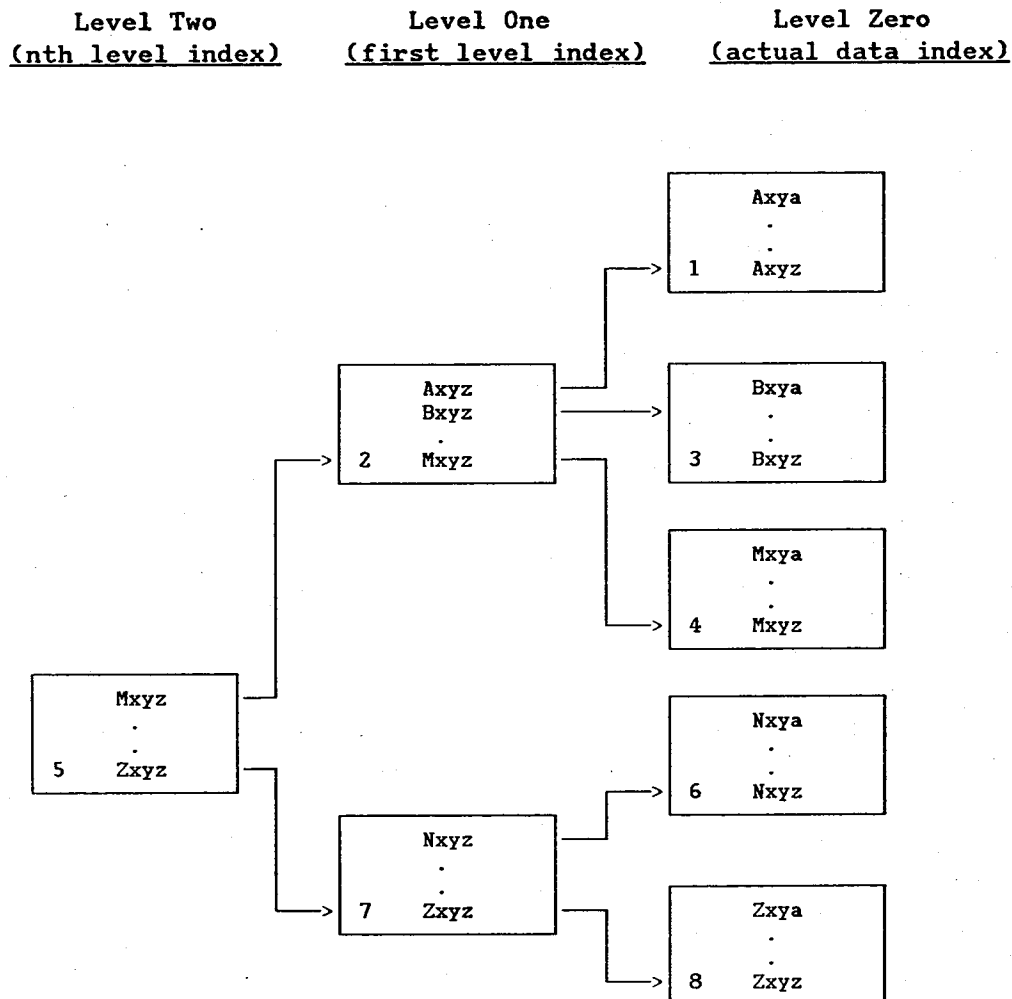 Level Two
(nth level index)
Level One
(first level index)
Level Zero
(actual data index)
Axya
.
.
1 Axyz
Axyz
Bxyz
.
2 Mxyz
Bxya
.
.
3 Bxyz
Mxya
.
.
4 Mxyz
Mxyz
.
.
5 Zxyz
Nxya
.
.
6 Nxyz
Nxyz
.
.
7 Zxyz
Zxya
.
.
8 Zxyz